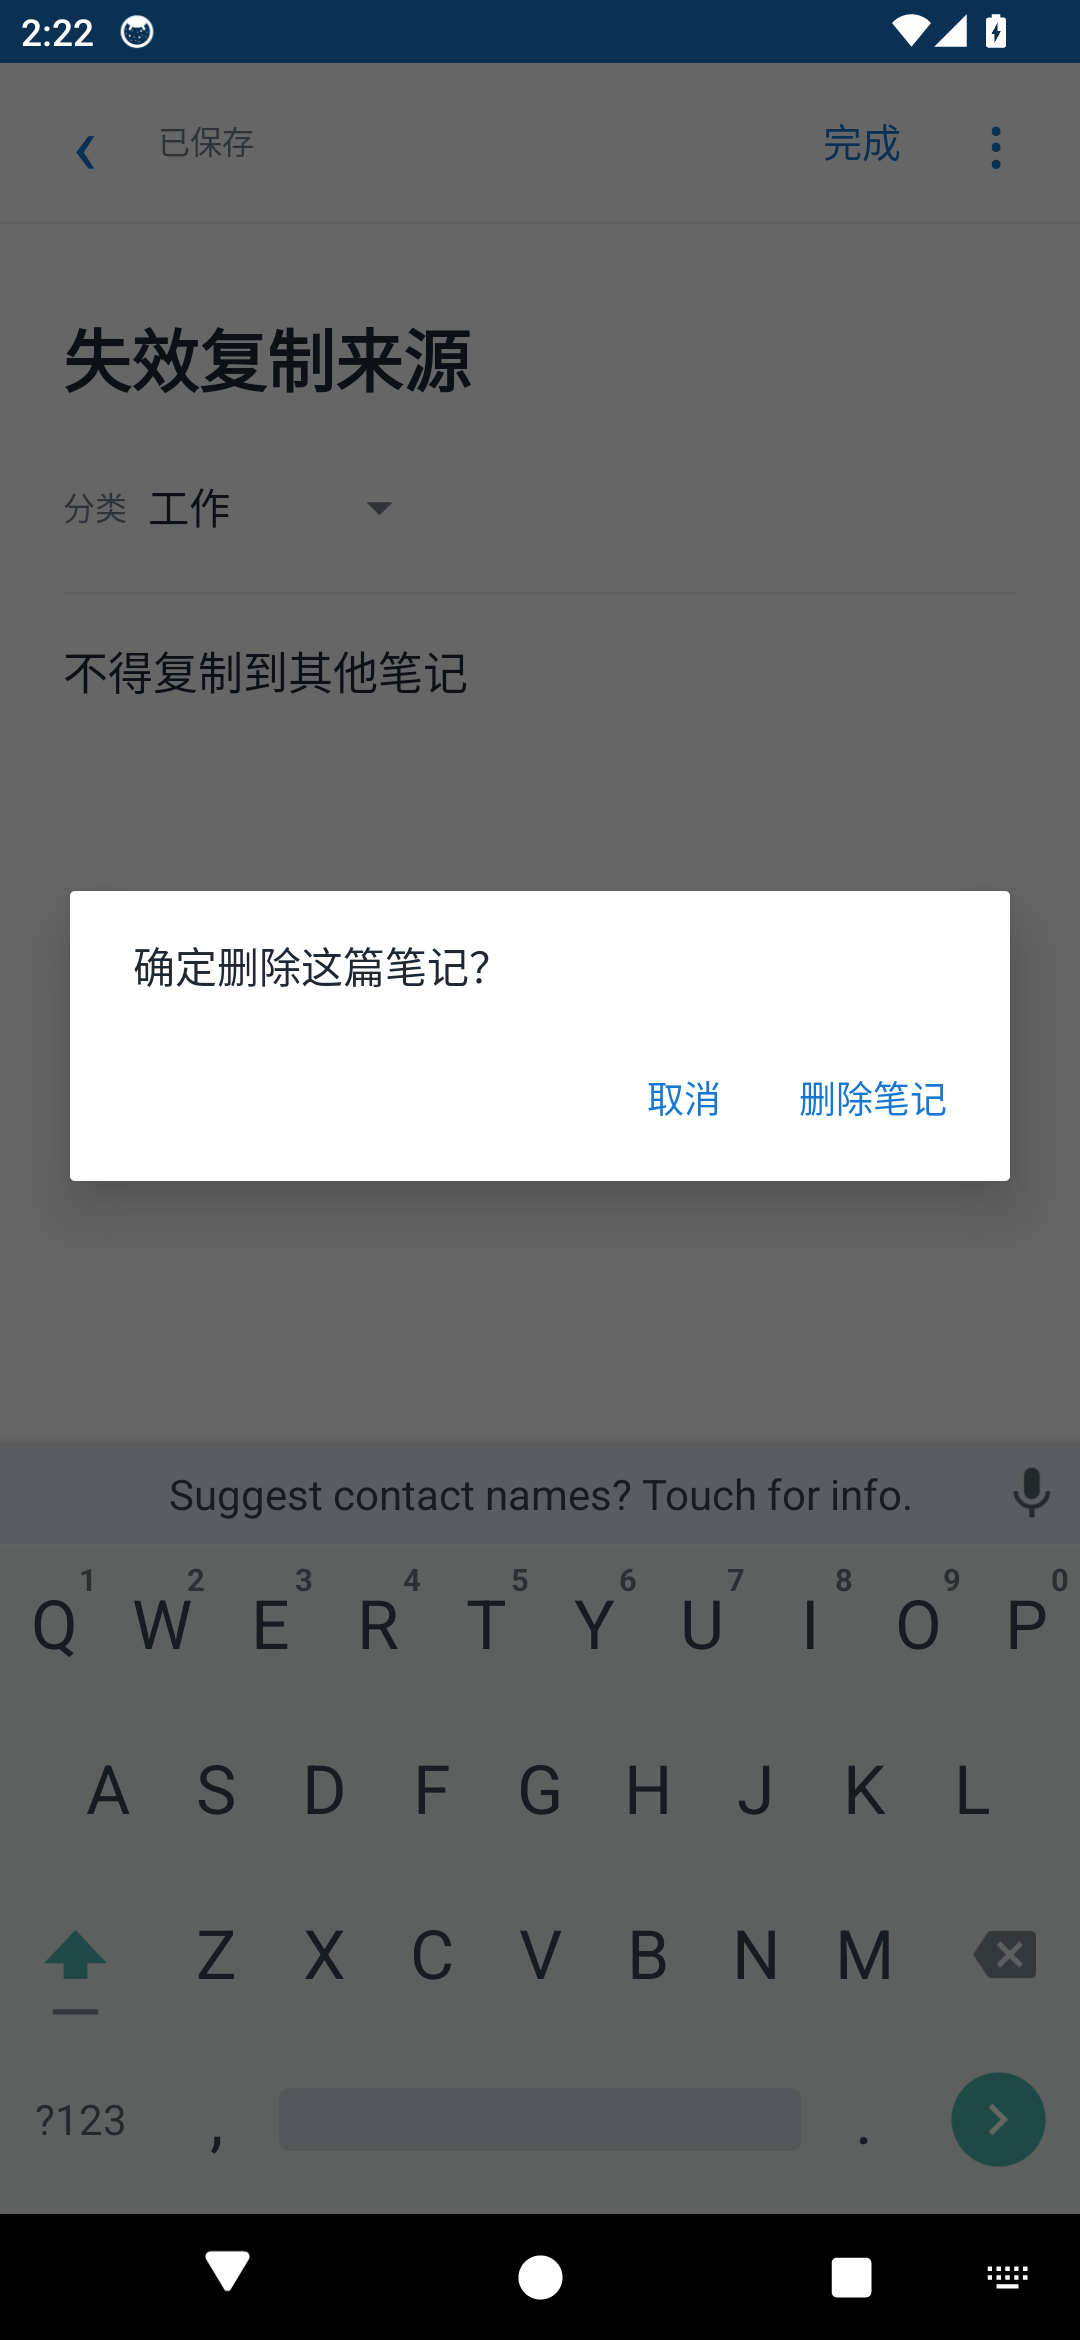 2:22
已保存
完成
失效复制来源
分类 工作
不得复制到其他笔记
确定删除这篇笔记？
取消 删除笔记
Suggest contact names? Touch for info.
1 2 3 4 5 6 7 8 9 0
Q W E R T Y U I O P
A S D F G H J K L
Z X C V B N M
?123 , .